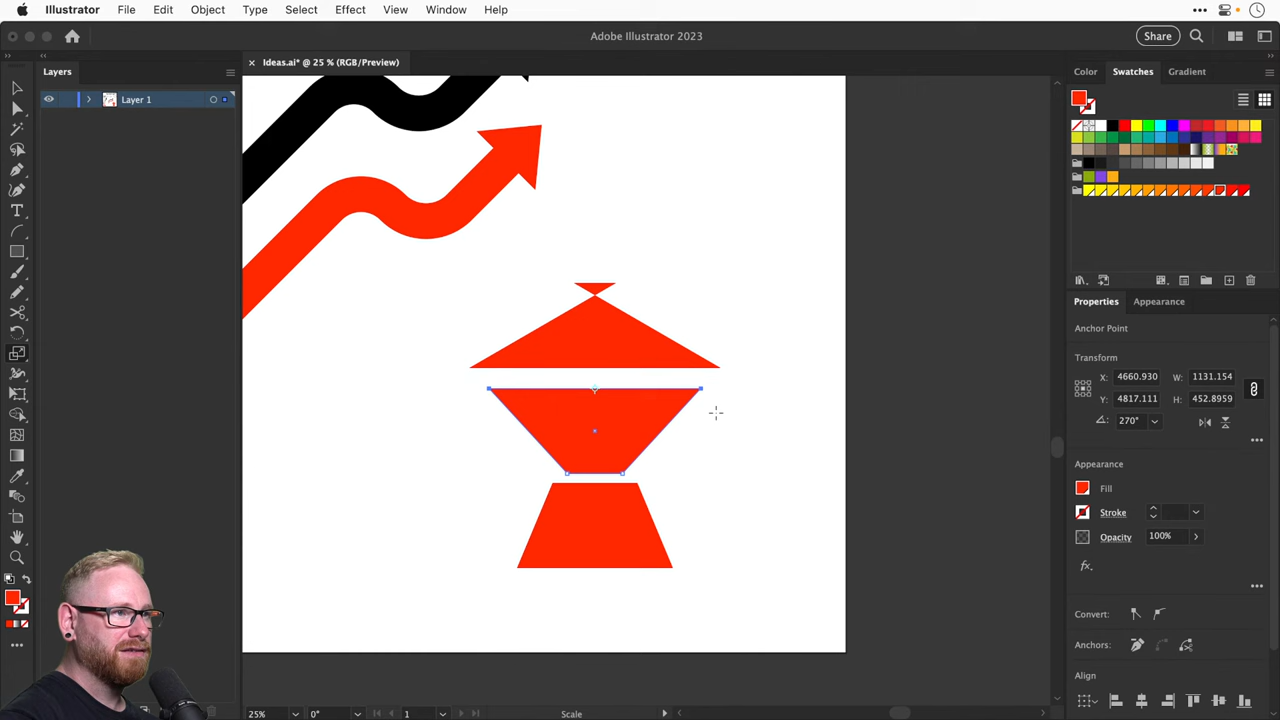 Illustrator File Edit Object Type Select Effect View Window Help
Adobe Illustrator 2023
Share
Layers
Ideas.ai* @ 25 % (RGB/Preview)
Color Swatches Gradient
Layer 1
Properties Appearance
Anchor Point
Transform
X: 4660.930 W: 1131.154
Y: 4817.111 H: 452.8959
270°
Appearance
Fill
Stroke
Opacity 100%
fx.
Convert:
Anchors:
Align
25% 0° 1 Scale